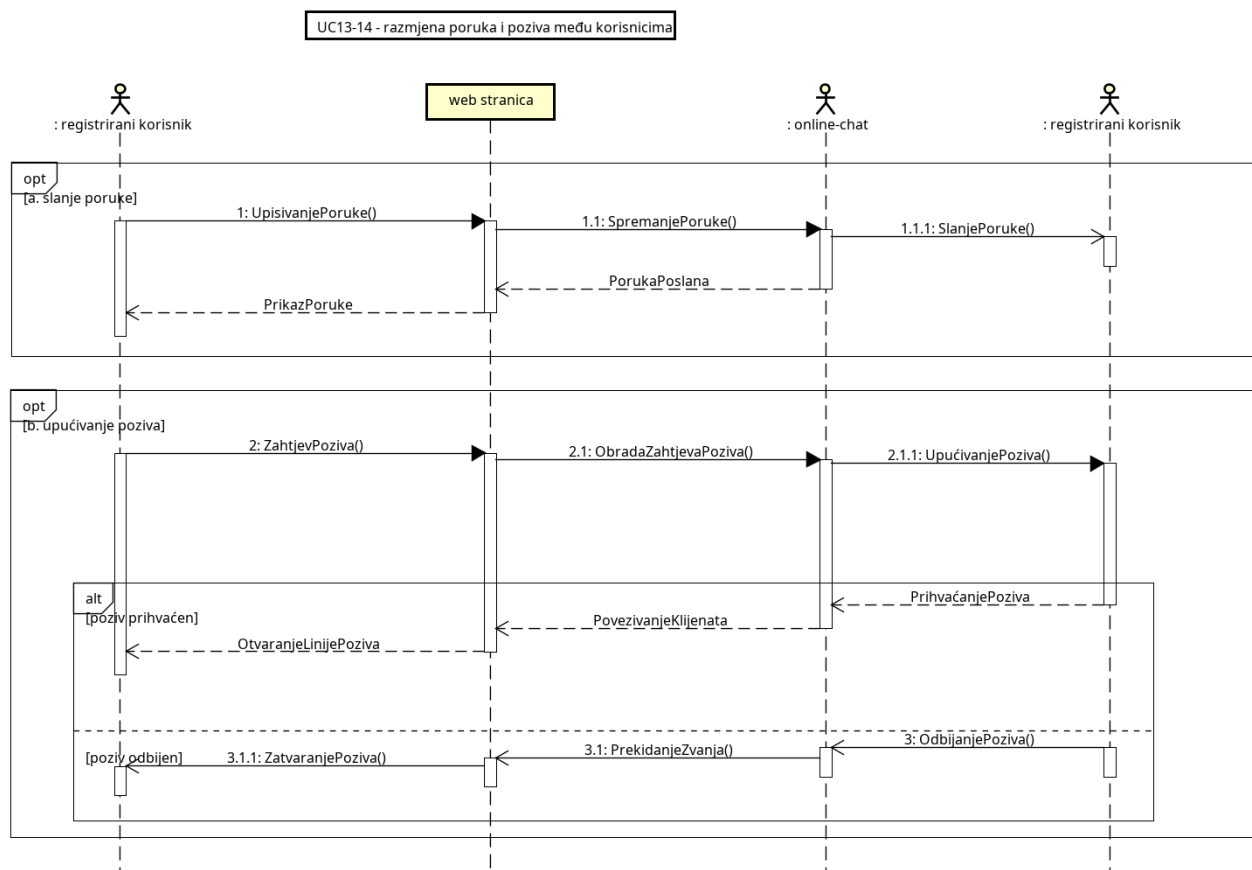 UC13-14 - razmjena poruka i poziva među korisnicima
: registrirani korisnik
web stranica
: online-chat
: registrirani korisnik
opt
[a. slanje poruke]
1: UpisivanjePoruke()
1.1: SpremanjePoruke()
1.1.1: SlanjePoruke()
PorukaPoslana
PrikazPoruke
opt
[b. upućivanje poziva]
2: ZahtjevPoziva()
2.1: ObradaZahtjevaPoziva()
2.1.1: UpućivanjePoziva()
alt
[poziv prihvaćen]
PrihvaćanjePoziva
PovezivanjeKlijenata
OtvaranjeLinijePoziva
[poziv odbijen]
3: OdbijanjePoziva()
3.1: PrekidanjeZvanja()
3.1.1: ZatvaranjePoziva()